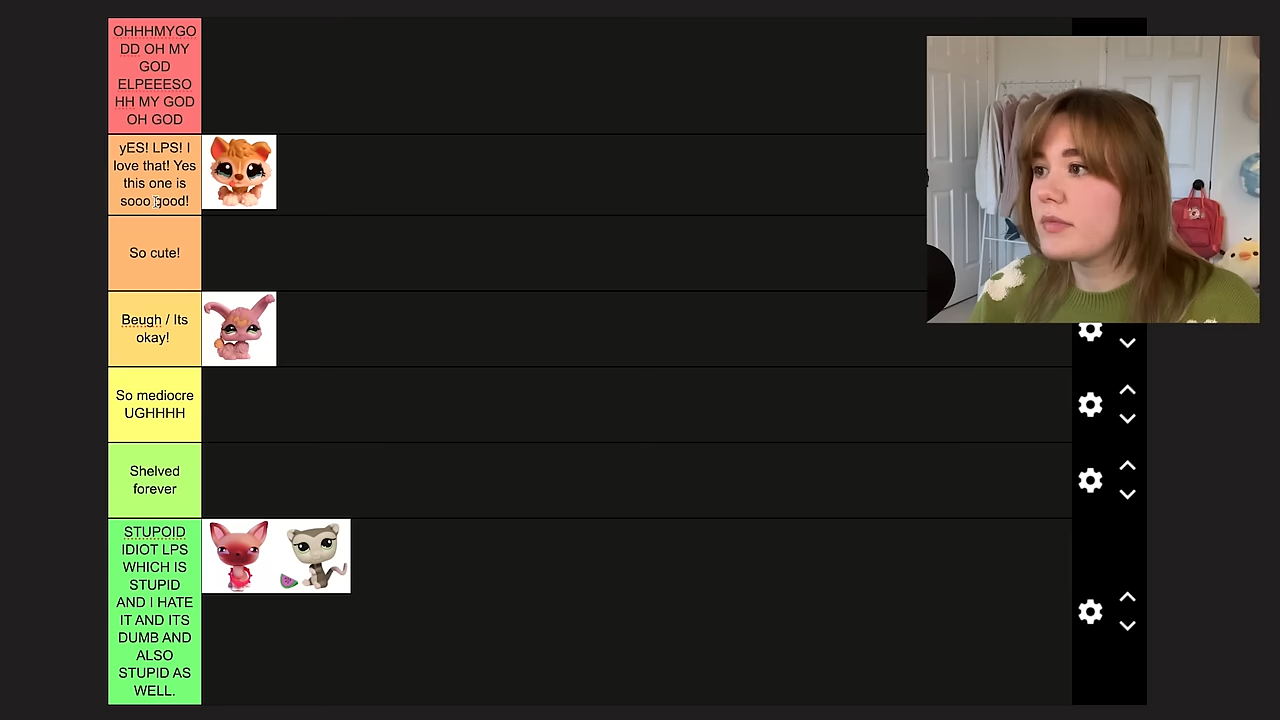 OHHHMYGO
DD OH MY
GOD
ELPEEESO
HH MY GOD
OH GOD
yES! LPS! I
love that! Yes
this one is
sooo good!
So cute!
Beugh / Its
okay!
So mediocre
UGHHHH
Shelved
forever
STUPOID
IDIOT LPS
WHICH IS
STUPID
AND I HATE
IT AND ITS
DUMB AND
ALSO
STUPID AS
WELL.